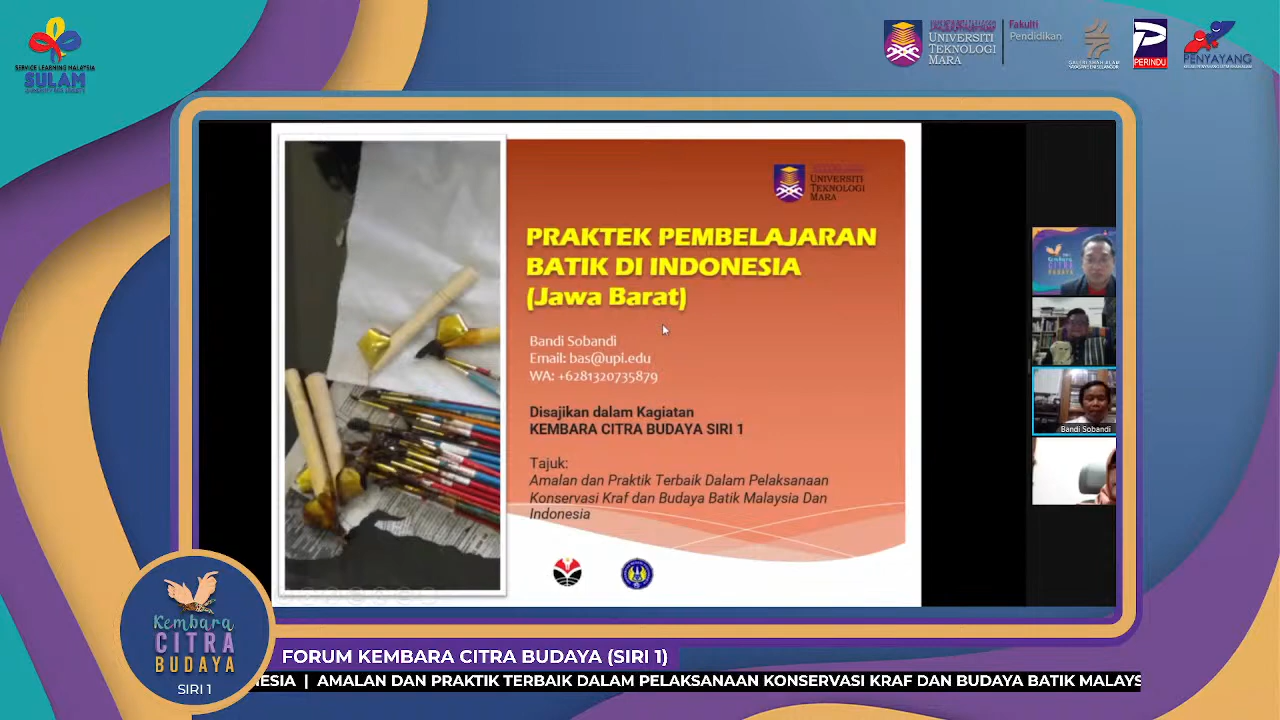 SERVICE LEARNING MALAYSIA
SULAM
UNIVERSITI
TEKNOLOGI
MARA
Fakulti
Pendidikan
PERINDU
PENYAYANG
UNIVERSITI
TEKNOLOGI
MARA
PRAKTEK PEMBELAJARAN
BATIK DI INDONESIA
(Jawa Barat)
Bandi Sobandi
Email: bas@upi.edu
WA: +6281320735879
Disajikan dalam Kagiatan
KEMBARA CITRA BUDAYA SIRI 1
Tajuk:
Amalan dan Praktik Terbaik Dalam Pelaksanaan
Konservasi Kraf dan Budaya Batik Malaysia Dan
Indonesia
Kembara
CITRA
BUDAYA
Bandi Sobandi
Kembara
CITRA
BUDAYA
SIRI 1
FORUM KEMBARA CITRA BUDAYA (SIRI 1)
NESIA | AMALAN DAN PRAKTIK TERBAIK DALAM PELAKSANAAN KONSERVASI KRAF DAN BUDAYA BATIK MALAYS